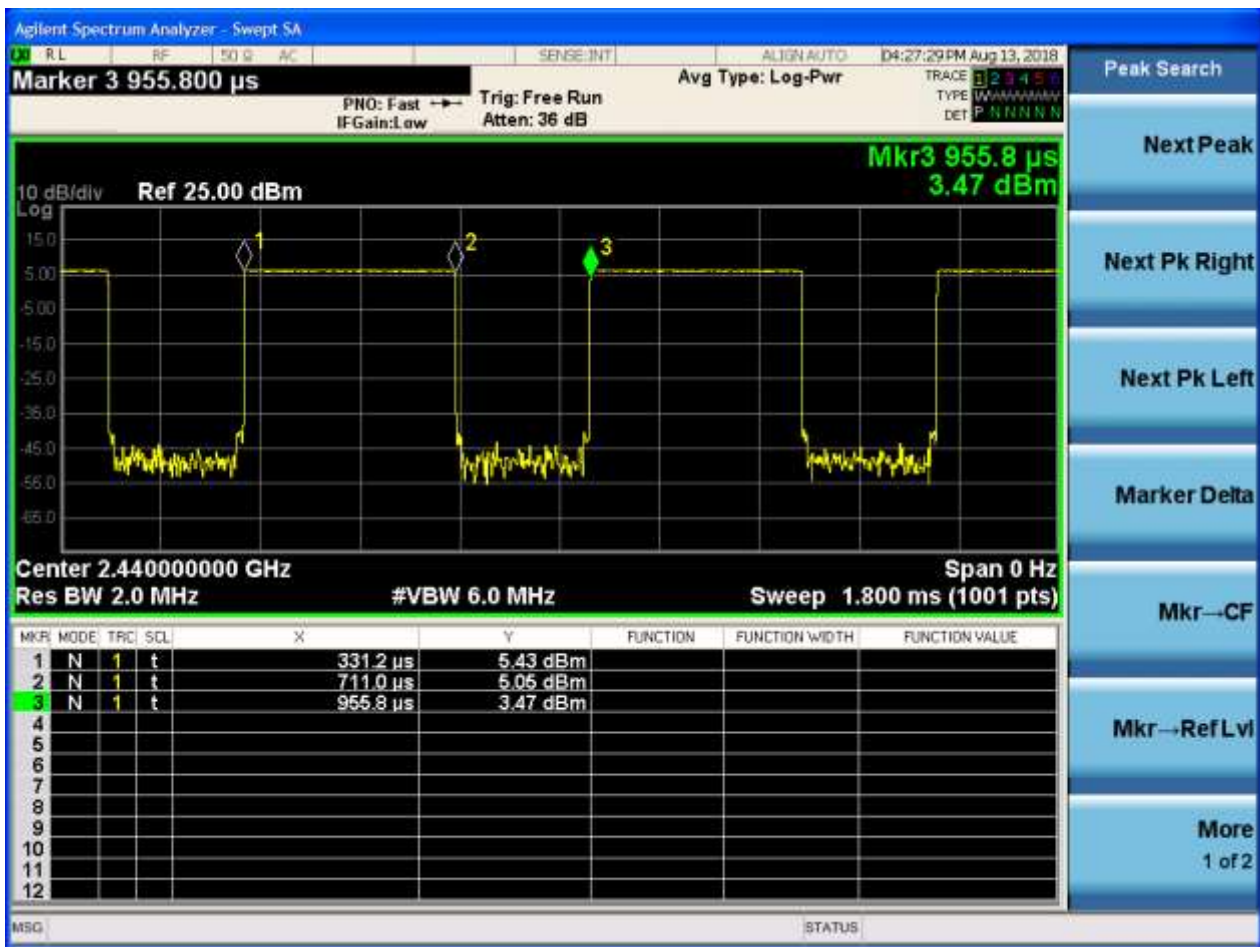 Agilent Spectrum Analyzer - Swept SA
RL RF 50 Ω AC SENSE:INT ALIGN AUTO 04:27:29 PM Aug 13, 2018
Marker 3 955.800 µs
PNO: Fast
IFGain:Low
Trig: Free Run
Atten: 36 dB
Avg Type: Log-Pwr
TRACE 1 2 3 4 5 6
TYPE WWWWWW
DET P N N N N N
Mkr3 955.8 µs
3.47 dBm
10 dB/div Ref 25.00 dBm
Log
15.0
5.00
-5.00
-15.0
-25.0
-35.0
-45.0
-55.0
-65.0
1
2
3
Center 2.440000000 GHz Span 0 Hz
Res BW 2.0 MHz #VBW 6.0 MHz Sweep 1.800 ms (1001 pts)
MKR MODE TRC SCL X Y FUNCTION FUNCTION WIDTH FUNCTION VALUE
1 N 1 t 331.2 µs 5.43 dBm
2 N 1 t 711.0 µs 5.05 dBm
3 N 1 t 955.8 µs 3.47 dBm
4
5
6
7
8
9
10
11
12
MSG STATUS
Peak Search
Next Peak
Next Pk Right
Next Pk Left
Marker Delta
Mkr→CF
Mkr→Ref Lvl
More
1 of 2